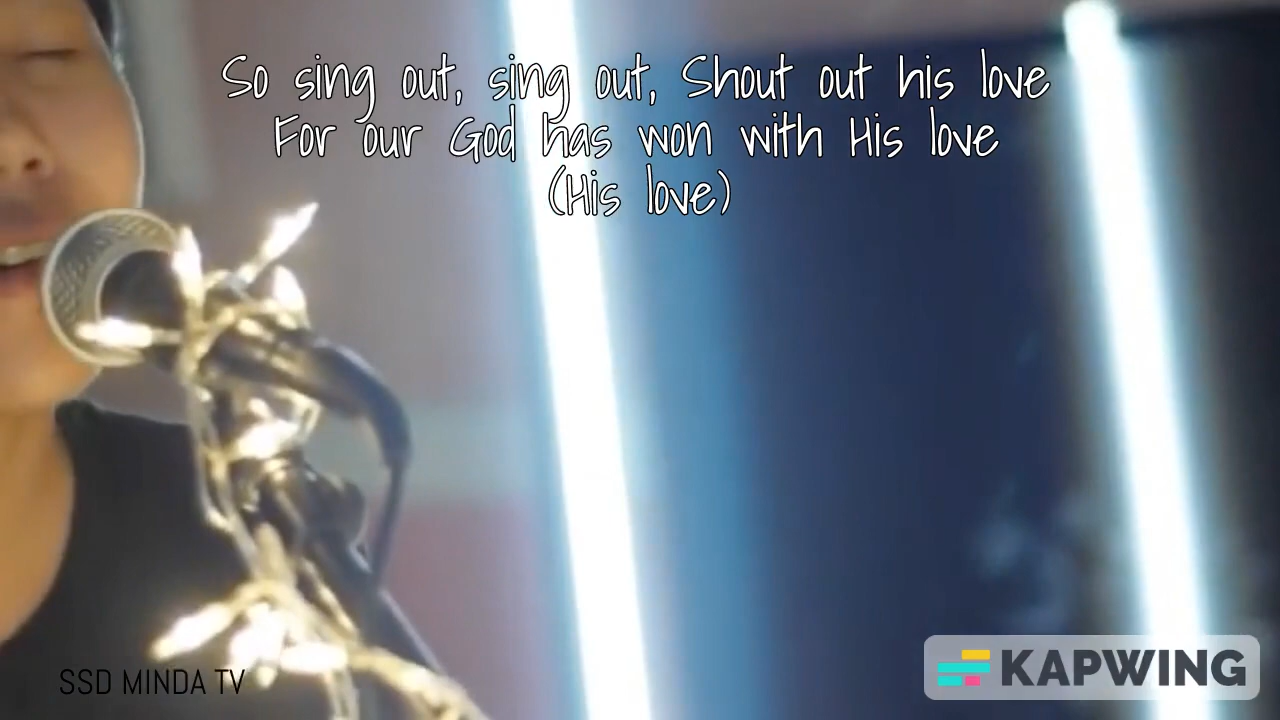 So sing out, sing out, Shout out his love
For our God has won with His love
(His love)
SSD MINDA TV
KAPWING